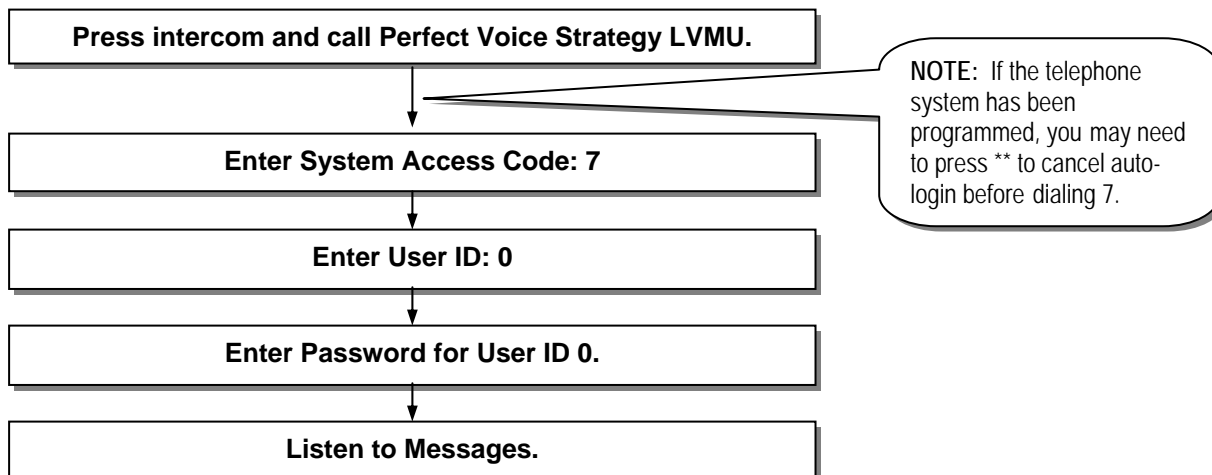 Press intercom and call Perfect Voice Strategy LVMU.
NOTE: If the telephone
system has been
programmed, you may need
to press ** to cancel auto-
login before dialing 7.
Enter System Access Code: 7
Enter User ID: 0
Enter Password for User ID 0.
Listen to Messages.